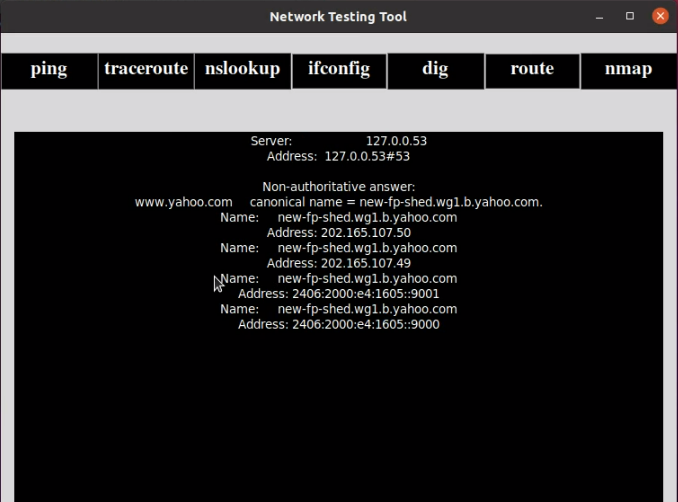 Network Testing Tool
ping traceroute nslookup ifconfig dig route nmap
Server: 127.0.0.53
Address: 127.0.0.53#53
Non-authoritative answer:
www.yahoo.com canonical name = new-fp-shed.wg1.b.yahoo.com.
Name: new-fp-shed.wg1.b.yahoo.com
Address: 202.165.107.50
Name: new-fp-shed.wg1.b.yahoo.com
Address: 202.165.107.49
Name: new-fp-shed.wg1.b.yahoo.com
Address: 2406:2000:e4:1605::9001
Name: new-fp-shed.wg1.b.yahoo.com
Address: 2406:2000:e4:1605::9000